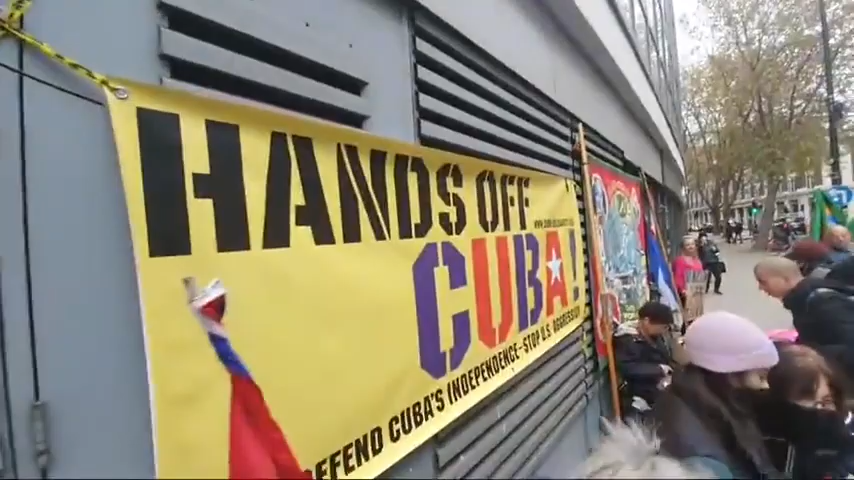 HANDS OFF
CUBA!
DEFEND CUBA'S INDEPENDENCE-STOP U.S. AGGRESSION